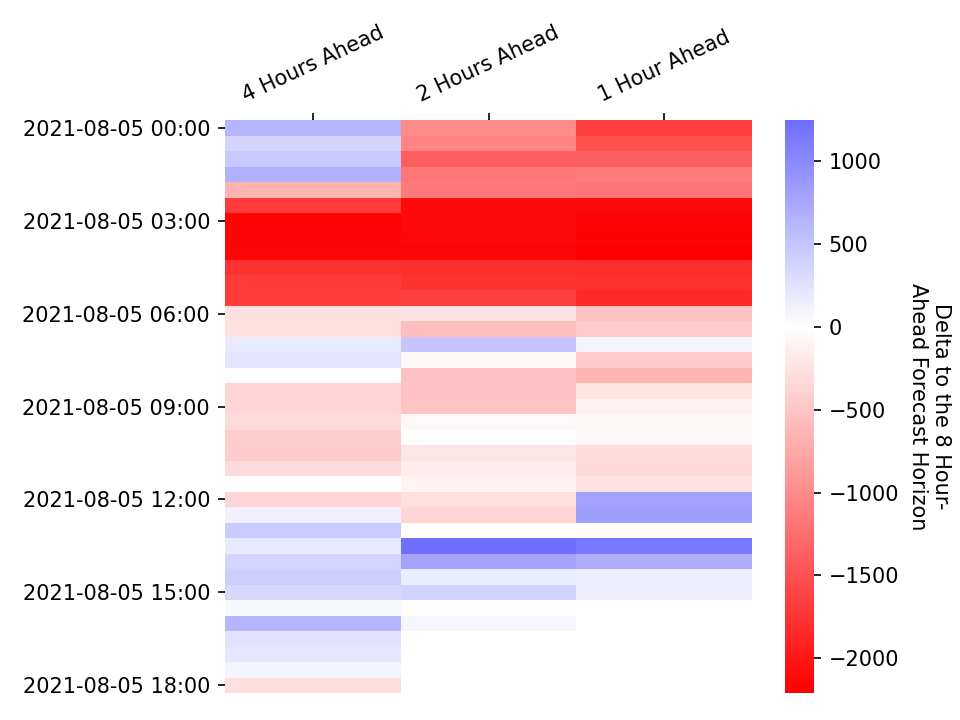 4 Hours Ahead
2 Hours Ahead
1 Hour Ahead
2021-08-05 00:00
2021-08-05 03:00
2021-08-05 06:00
2021-08-05 09:00
2021-08-05 12:00
2021-08-05 15:00
2021-08-05 18:00
1000
500
0
−500
−1000
−1500
−2000
Delta to the 8 Hour-
Ahead Forecast Horizon